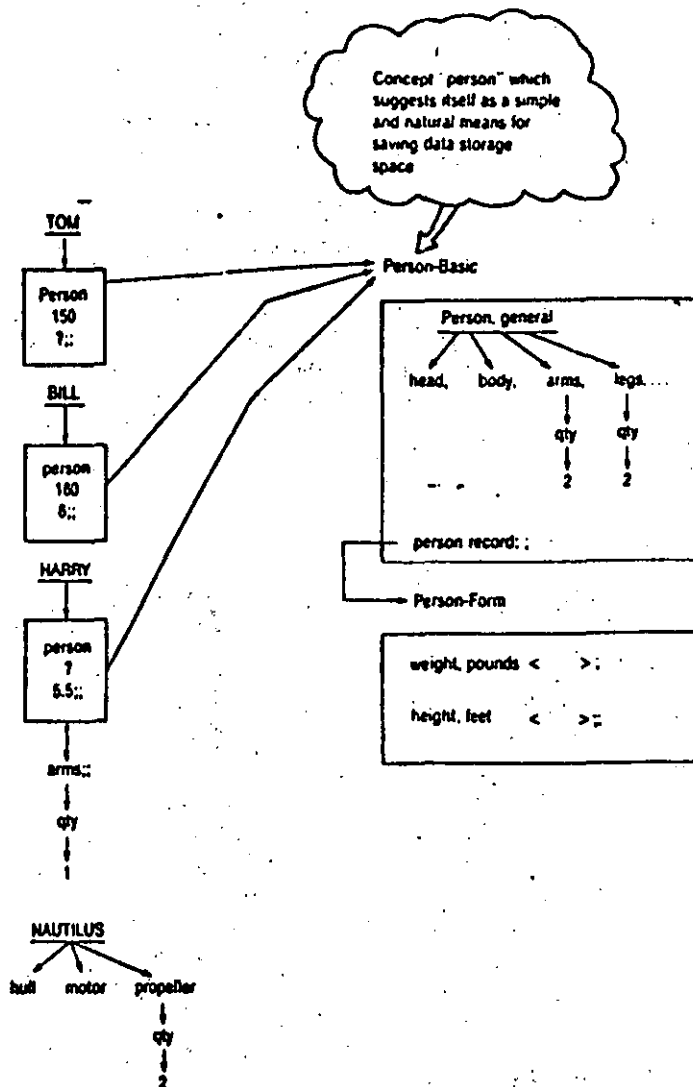 Concept "person" which
suggests itself as a simple
and natural means for
saving data storage
space
TOM
Person
150
?;;
BILL
person
180
6;;
HARRY
person
?
5.5;;
arms;;
qty
1
NAUTILUS
hull motor propeller
qty
2
Person-Basic
Person, general
head, body, arms, legs
qty qty
2 2
person record; ;
Person-Form
weight, pounds < >;
height, feet < >;;